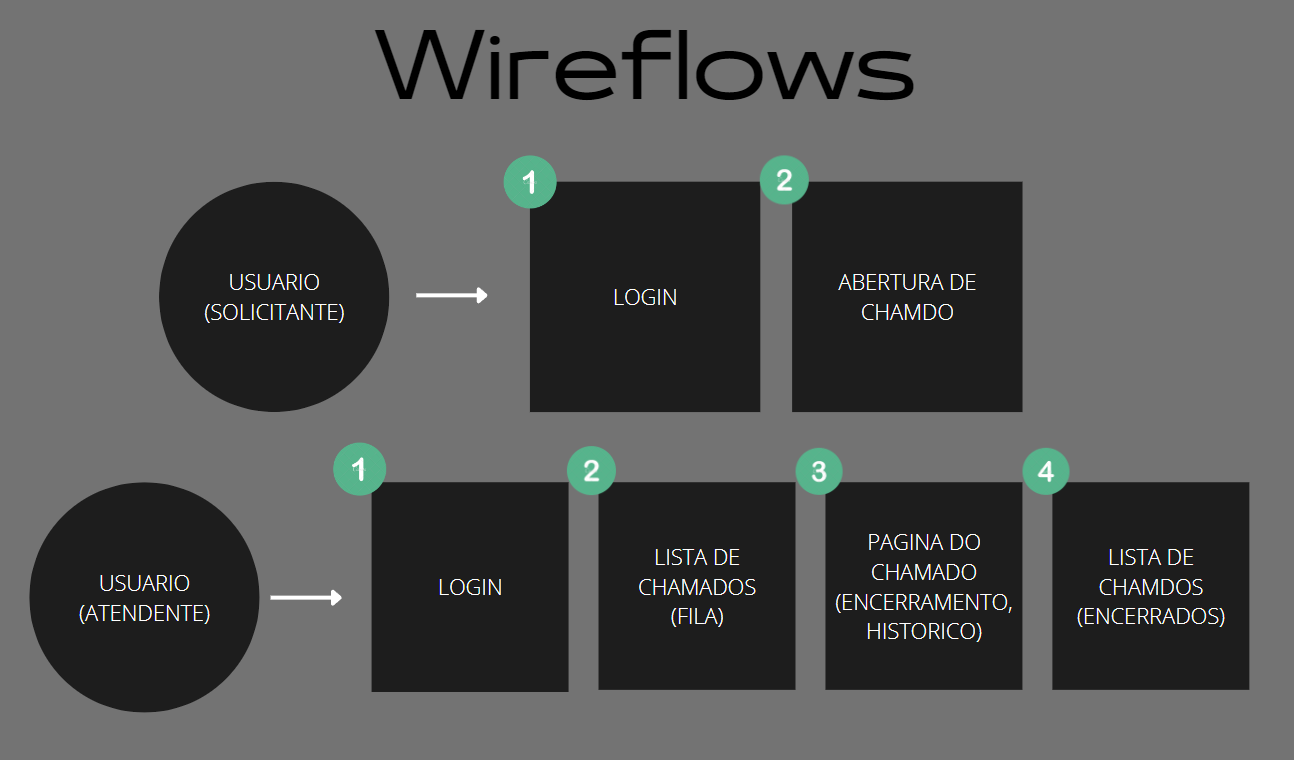 Wireflows
1
2
USUARIO
(SOLICITANTE)
LOGIN
ABERTURA DE
CHAMDO
1
2
3
4
USUARIO
(ATENDENTE)
LOGIN
LISTA DE
CHAMADOS
(FILA)
PAGINA DO
CHAMADO
(ENCERRAMENTO,
HISTORICO)
LISTA DE
CHAMDOS
(ENCERRADOS)